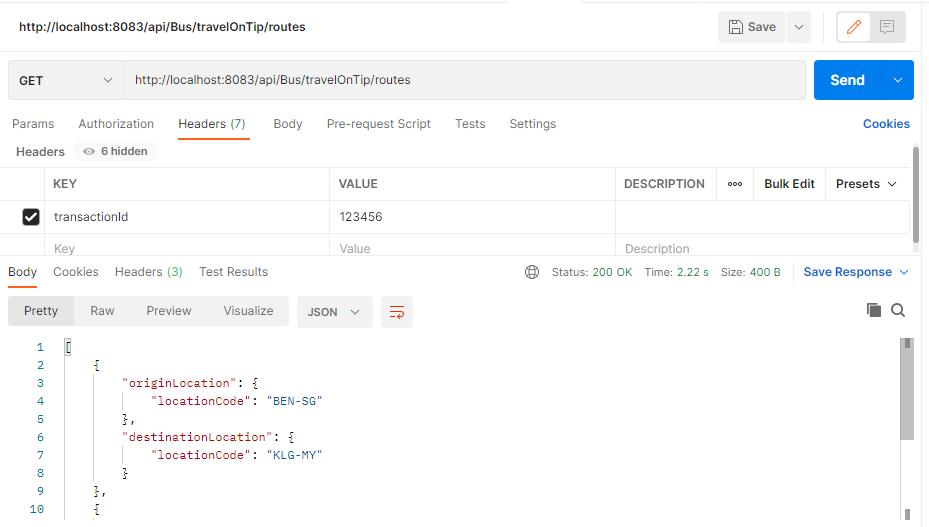 http://localhost:8083/api/Bus/travelOnTip/routes Save
GET http://localhost:8083/api/Bus/travelOnTip/routes Send
Params Authorization Headers (7) Body Pre-request Script Tests Settings Cookies
Headers 6 hidden
KEY VALUE DESCRIPTION ooo Bulk Edit Presets
transactionId 123456
Key Value Description
Body Cookies Headers (3) Test Results Status: 200 OK Time: 2.22 s Size: 400 B Save Response
Pretty Raw Preview Visualize JSON
1 [
2 {
3 "originLocation": {
4 "locationCode": "BEN-SG"
5 },
6 "destinationLocation": {
7 "locationCode": "KLG-MY"
8 }
9 },
10 {